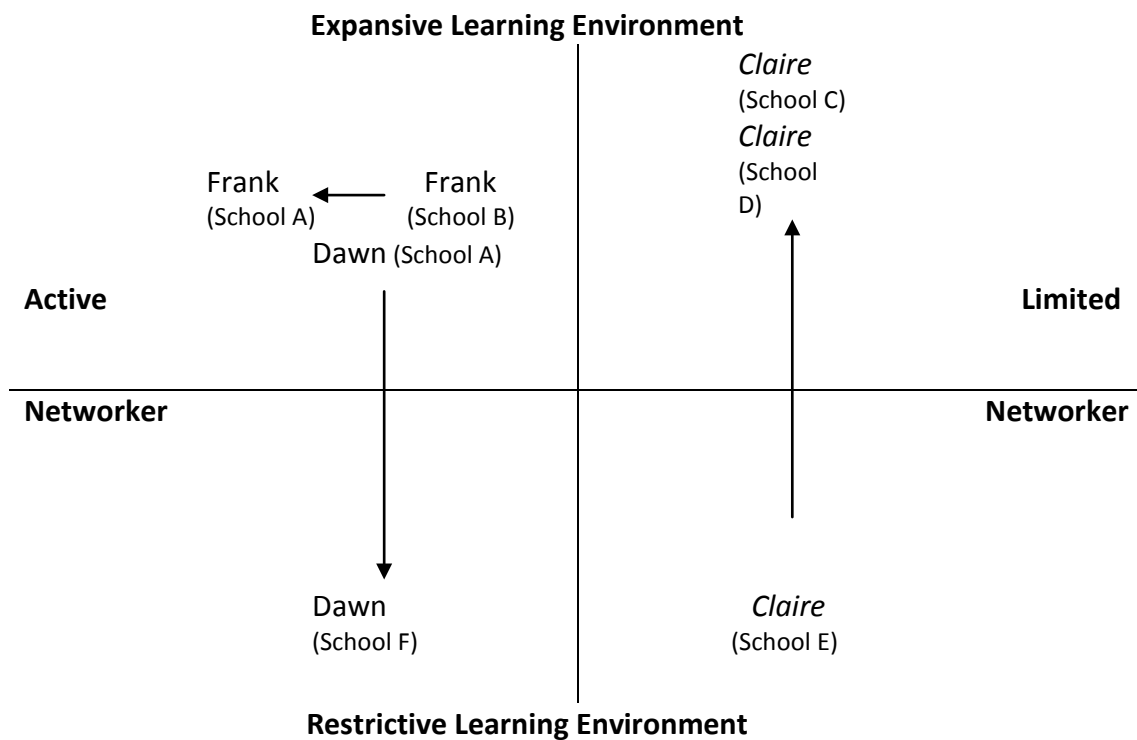 Expansive Learning Environment
Claire
(School C)
Claire
(School
D)
Frank
(School A)
Frank
(School B)
Dawn (School A)
Active
Limited
Networker
Networker
Dawn
(School F)
Claire
(School E)
Restrictive Learning Environment